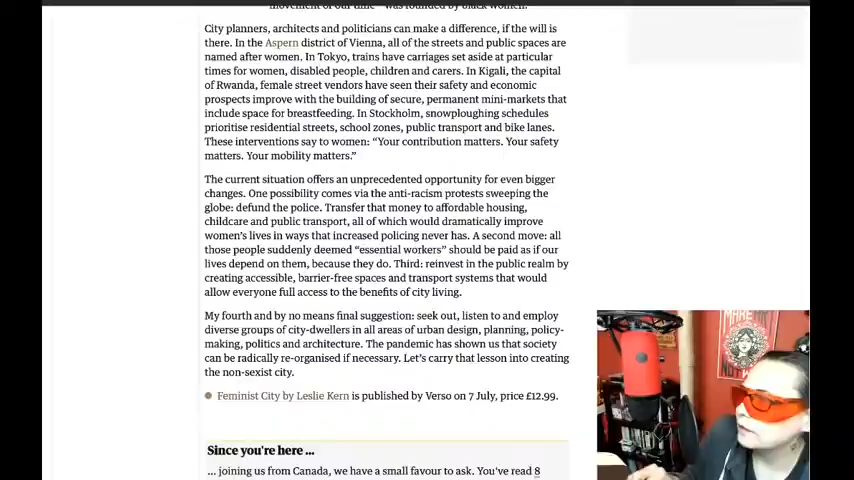 movement of our time" was founded by black women.
City planners, architects and politicians can make a difference, if the will is
there. In the Aspern district of Vienna, all of the streets and public spaces are
named after women. In Tokyo, trains have carriages set aside at particular
times for women, disabled people, children and carers. In Kigali, the capital
of Rwanda, female street vendors have seen their safety and economic
prospects improve with the building of secure, permanent mini-markets that
include space for breastfeeding. In Stockholm, snowploughing schedules
prioritise residential streets, school zones, public transport and bike lanes.
These interventions say to women: “Your contribution matters. Your safety
matters. Your mobility matters.”
The current situation offers an unprecedented opportunity for even bigger
changes. One possibility comes via the anti-racism protests sweeping the
globe: defund the police. Transfer that money to affordable housing,
childcare and public transport, all of which would dramatically improve
women’s lives in ways that increased policing never has. A second move: all
those people suddenly deemed “essential workers” should be paid as if our
lives depend on them, because they do. Third: reinvest in the public realm by
creating accessible, barrier-free spaces and transport systems that would
allow everyone full access to the benefits of city living.
My fourth and by no means final suggestion: seek out, listen to and employ
diverse groups of city-dwellers in all areas of urban design, planning, policy-
making, politics and architecture. The pandemic has shown us that society
can be radically re-organised if necessary. Let’s carry that lesson into creating
the non-sexist city.
Feminist City by Leslie Kern is published by Verso on 7 July, price £12.99.
Since you're here ...
... joining us from Canada, we have a small favour to ask. You've read 8
MAKE ART
NOT WAR